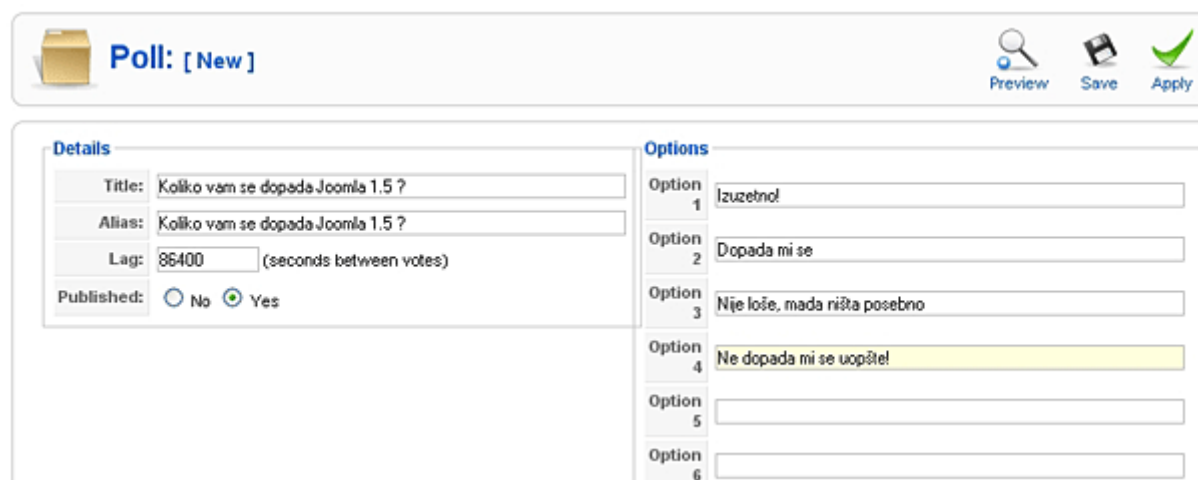 Poll: [ New ]
Preview Save Apply
Details
Title: Koliko vam se dopada Joomla 1.5 ?
Alias: Koliko vam se dopada Joomla 1.5 ?
Lag: 86400 (seconds between votes)
Published: No Yes
Options
Option 1 Izuzetno!
Option 2 Dopada mi se
Option 3 Nije loše, mada ništa posebno
Option 4 Ne dopada mi se uopšte!
Option 5
Option 6